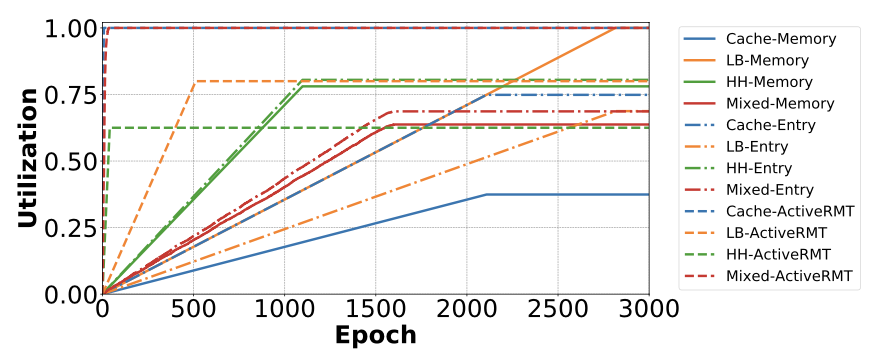 1.00
0.75
0.50
0.25
0.00
Utilization
0 500 1000 1500 2000 2500 3000
Epoch
Cache-Memory
LB-Memory
HH-Memory
Mixed-Memory
Cache-Entry
LB-Entry
HH-Entry
Mixed-Entry
Cache-ActiveRMT
LB-ActiveRMT
HH-ActiveRMT
Mixed-ActiveRMT